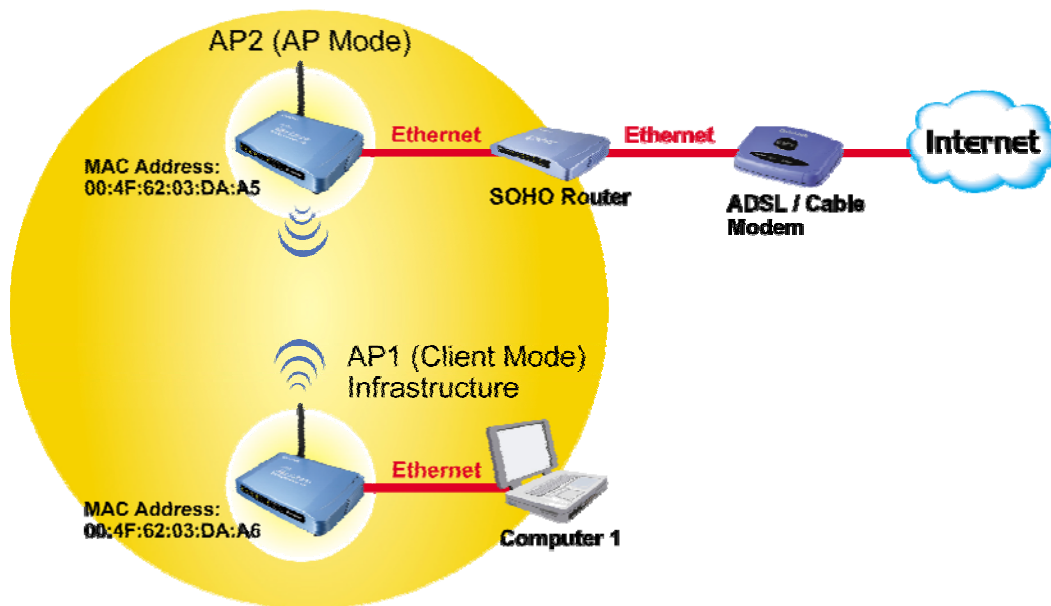 AP2 (AP Mode)
MAC Address:
00:4F:62:03:DA:A5
Ethernet
SOHO Router
Ethernet
ADSL / Cable
Modem
Internet
AP1 (Client Mode)
Infrastructure
MAC Address:
00:4F:62:03:DA:A6
Ethernet
Computer 1